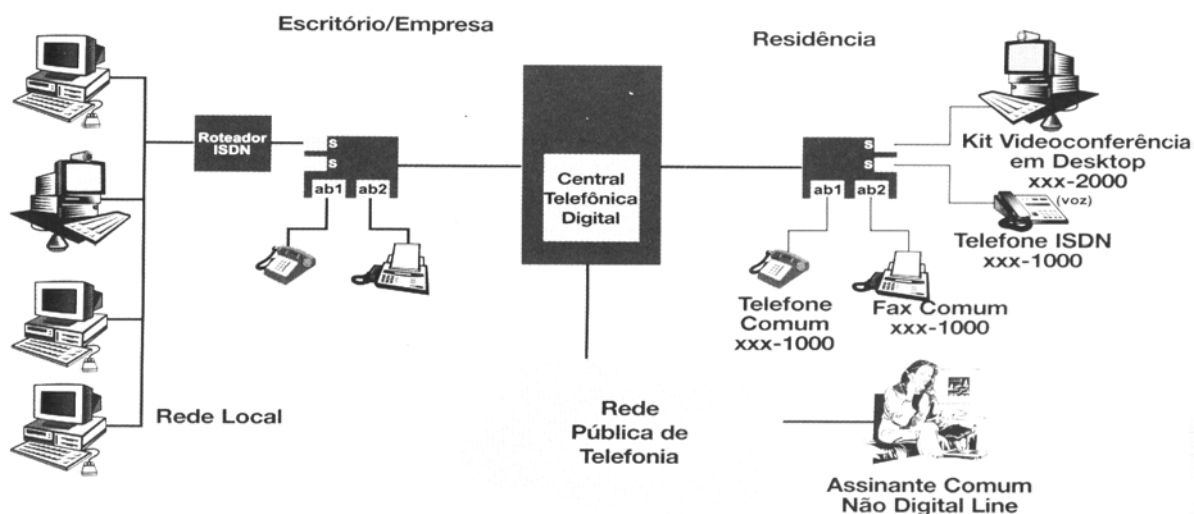 Escritório/Empresa
Residência
Roteador
ISDN
S
S
ab1
ab2
Central
Telefônica
Digital
S
S
ab1
ab2
Kit Videoconferência
em Desktop
xxx-2000
(voz)
Telefone ISDN
xxx-1000
Telefone
Comum
xxx-1000
Fax Comum
xxx-1000
Rede Local
Rede
Pública de
Telefonia
Assinante Comum
Não Digital Line